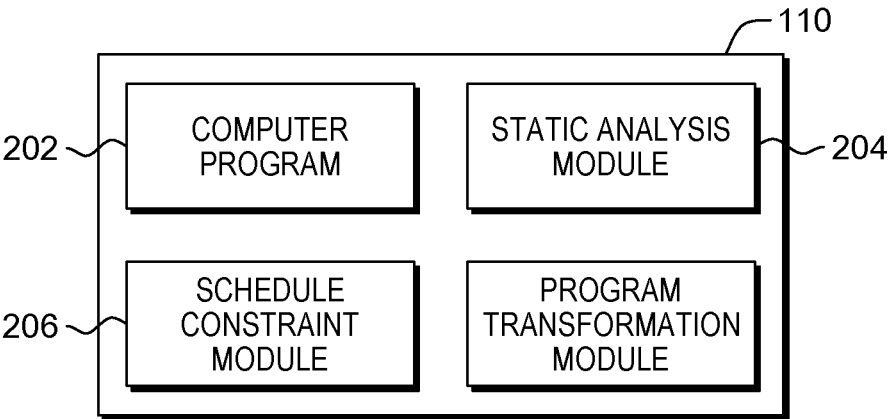 110
202
COMPUTER
PROGRAM
STATIC ANALYSIS
MODULE
204
206
SCHEDULE
CONSTRAINT
MODULE
PROGRAM
TRANSFORMATION
MODULE